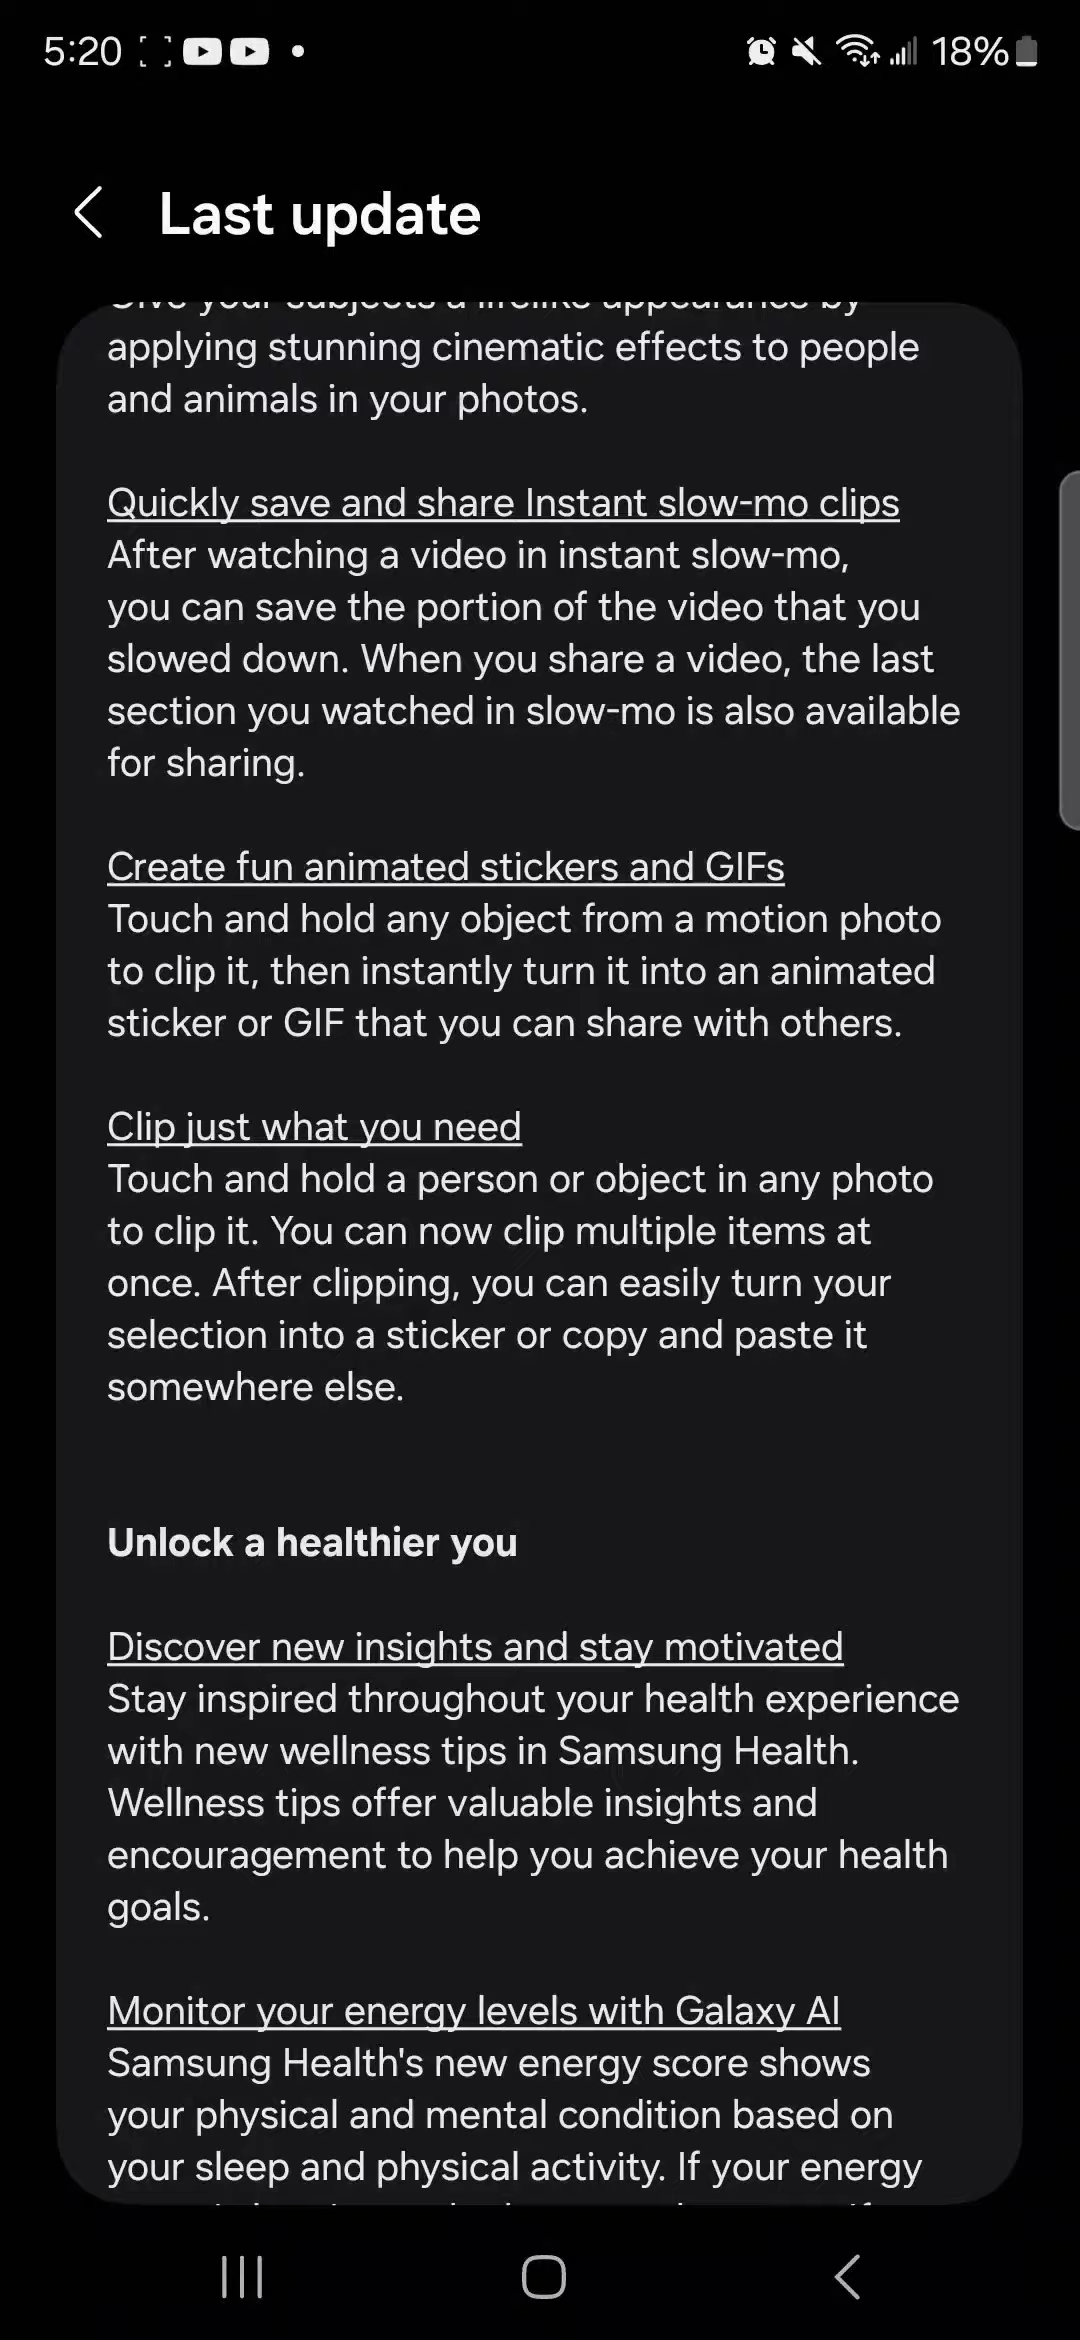 5:20
18%
Last update
Give your subjects a lifelike appearance by
applying stunning cinematic effects to people
and animals in your photos.
Quickly save and share Instant slow-mo clips
After watching a video in instant slow-mo,
you can save the portion of the video that you
slowed down. When you share a video, the last
section you watched in slow-mo is also available
for sharing.
Create fun animated stickers and GIFs
Touch and hold any object from a motion photo
to clip it, then instantly turn it into an animated
sticker or GIF that you can share with others.
Clip just what you need
Touch and hold a person or object in any photo
to clip it. You can now clip multiple items at
once. After clipping, you can easily turn your
selection into a sticker or copy and paste it
somewhere else.
Unlock a healthier you
Discover new insights and stay motivated
Stay inspired throughout your health experience
with new wellness tips in Samsung Health.
Wellness tips offer valuable insights and
encouragement to help you achieve your health
goals.
Monitor your energy levels with Galaxy AI
Samsung Health's new energy score shows
your physical and mental condition based on
your sleep and physical activity. If your energy